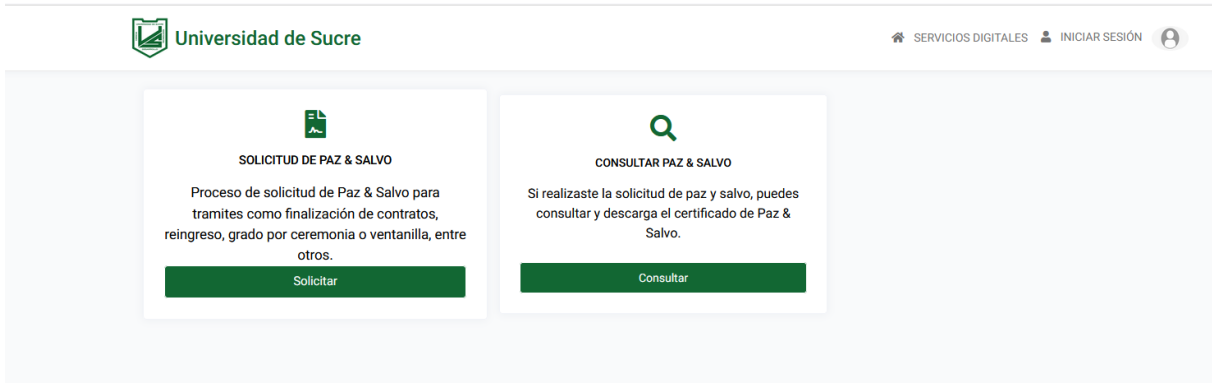 Universidad de Sucre
SERVICIOS DIGITALES
INICIAR SESIÓN
SOLICITUD DE PAZ & SALVO
Proceso de solicitud de Paz & Salvo para
tramites como finalización de contratos,
reingreso, grado por ceremonia o ventanilla, entre
otros.
Solicitar
CONSULTAR PAZ & SALVO
Si realizaste la solicitud de paz y salvo, puedes
consultar y descarga el certificado de Paz &
Salvo.
Consultar